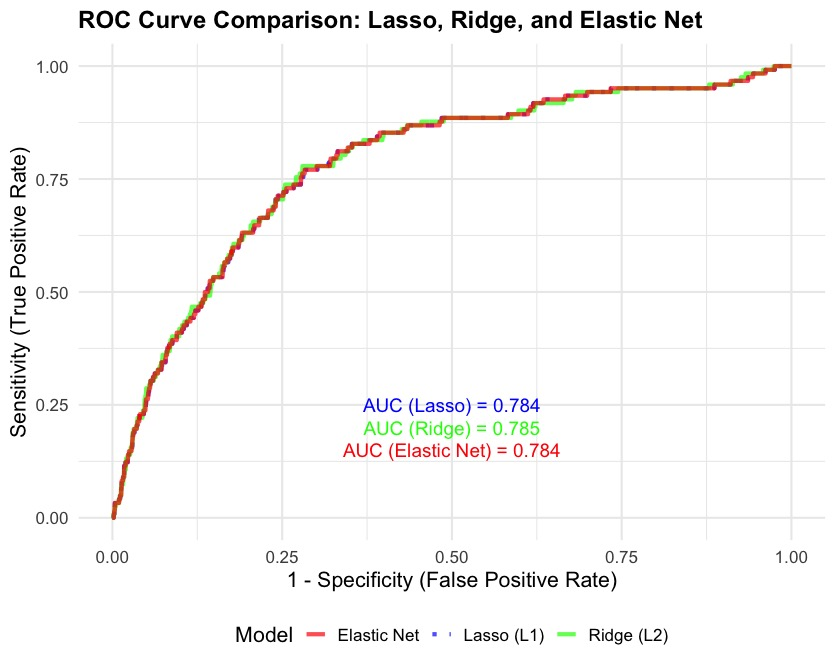 ROC Curve Comparison: Lasso, Ridge, and Elastic Net
1.00
0.75
0.50
0.25
0.00
Sensitivity (True Positive Rate)
AUC (Lasso) = 0.784
AUC (Ridge) = 0.785
AUC (Elastic Net) = 0.784
0.00 0.25 0.50 0.75 1.00
1 - Specificity (False Positive Rate)
Model Elastic Net Lasso (L1) Ridge (L2)